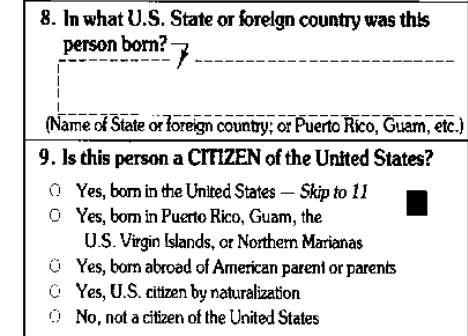 8. In what U.S. State or foreign country was this
person born?
(Name of State or foreign country; or Puerto Rico, Guam, etc.)
9. Is this person a CITIZEN of the United States?
Yes, born in the United States — Skip to 11
Yes, born in Puerto Rico, Guam, the
U.S. Virgin Islands, or Northern Marianas
Yes, born abroad of American parent or parents
Yes, U.S. citizen by naturalization
No, not a citizen of the United States